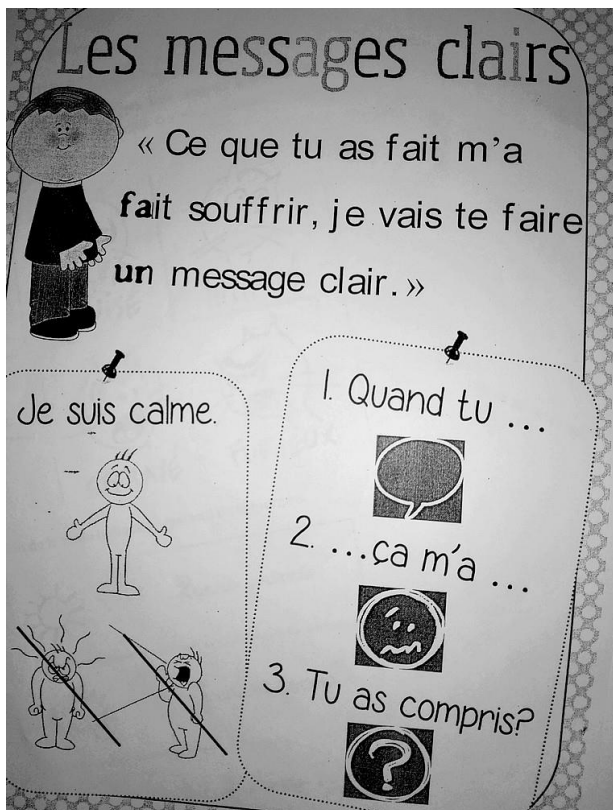 Les messages clairs
« Ce que tu as fait m’a
fait souffrir, je vais te faire
un message clair. »
Je suis calme.
1. Quand tu ...
2. ...ça m’a ...
3. Tu as compris?
?